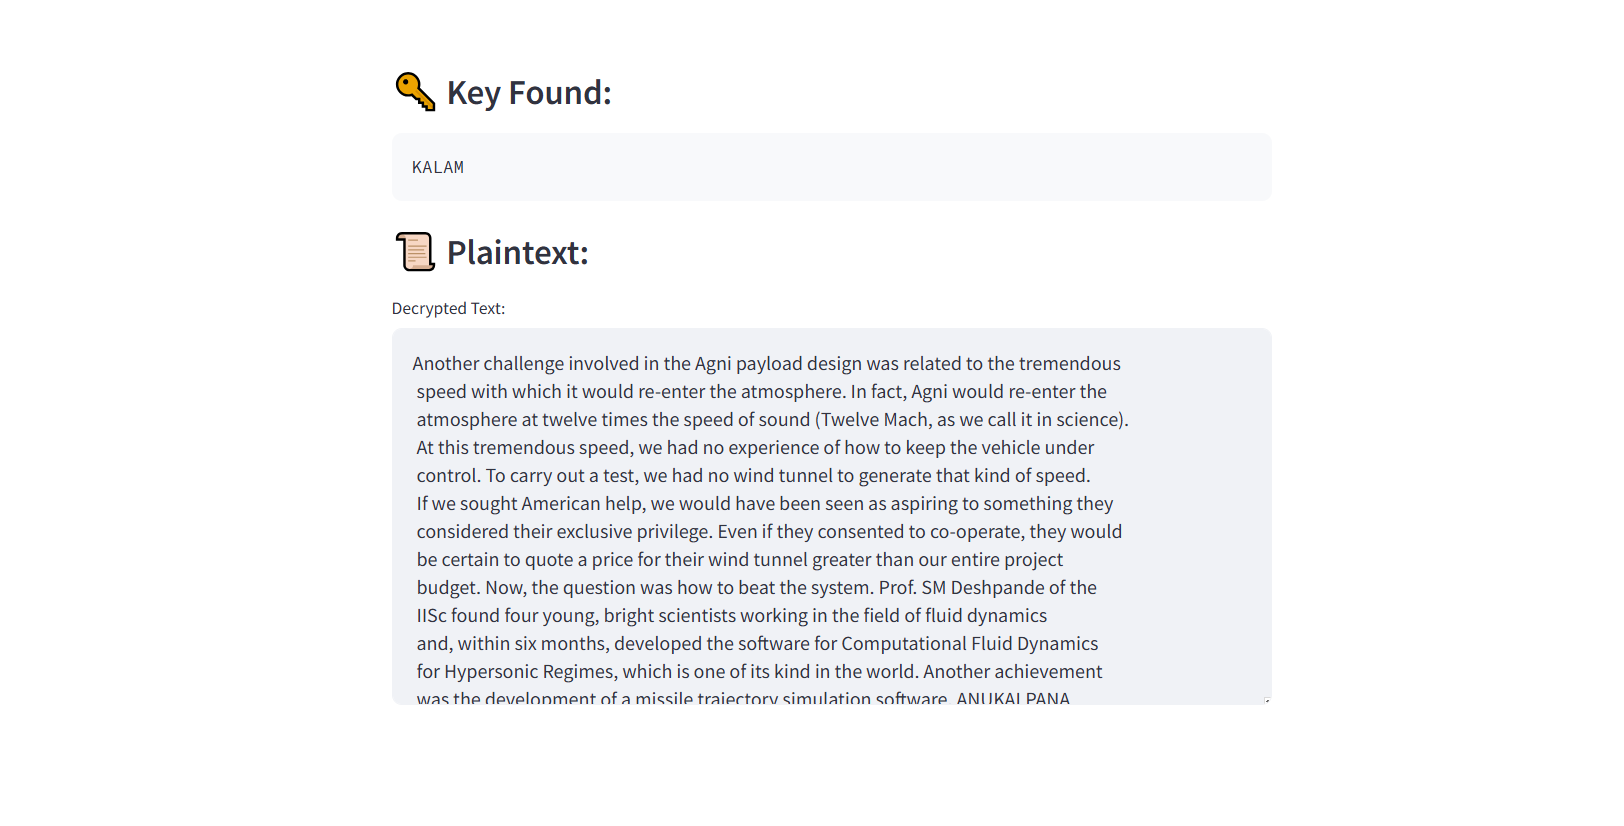 Key Found:
KALAM
Plaintext:
Decrypted Text:
Another challenge involved in the Agni payload design was related to the tremendous
speed with which it would re-enter the atmosphere. In fact, Agni would re-enter the
atmosphere at twelve times the speed of sound (Twelve Mach, as we call it in science).
At this tremendous speed, we had no experience of how to keep the vehicle under
control. To carry out a test, we had no wind tunnel to generate that kind of speed.
If we sought American help, we would have been seen as aspiring to something they
considered their exclusive privilege. Even if they consented to co-operate, they would
be certain to quote a price for their wind tunnel greater than our entire project
budget. Now, the question was how to beat the system. Prof. SM Deshpande of the
IISc found four young, bright scientists working in the field of fluid dynamics
and, within six months, developed the software for Computational Fluid Dynamics
for Hypersonic Regimes, which is one of its kind in the world. Another achievement
was the development of a missile trajectory simulation software, ANUKALPANA